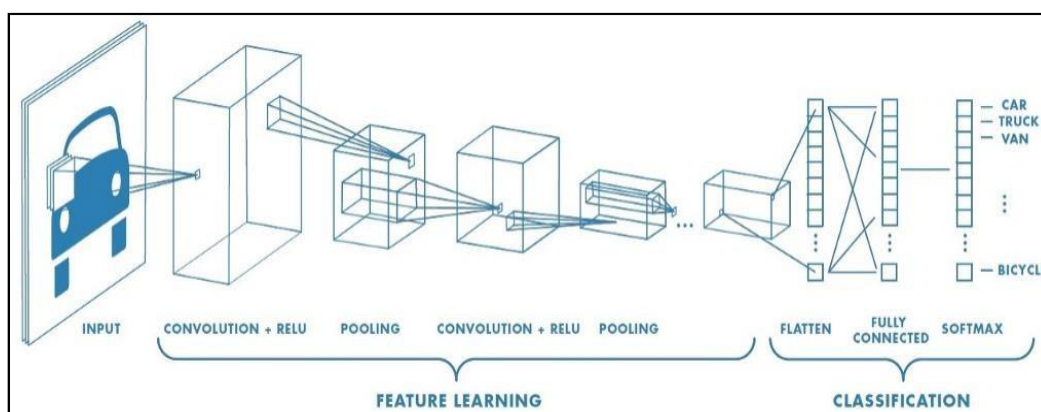 CAR
TRUCK
VAN
BICYCL
INPUT
CONVOLUTION + RELU
POOLING
CONVOLUTION + RELU
POOLING
FLATTEN
FULLY
CONNECTED
SOFTMAX
FEATURE LEARNING
CLASSIFICATION